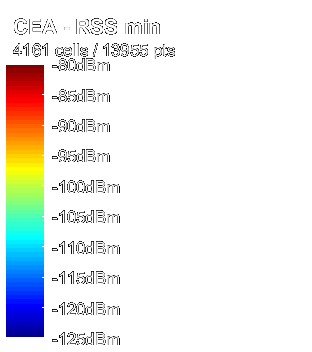 CEA - RSS min
4161 cells / 13955 pts
-80dBm
-85dBm
-90dBm
-95dBm
-100dBm
-105dBm
-110dBm
-115dBm
-120dBm
-125dBm